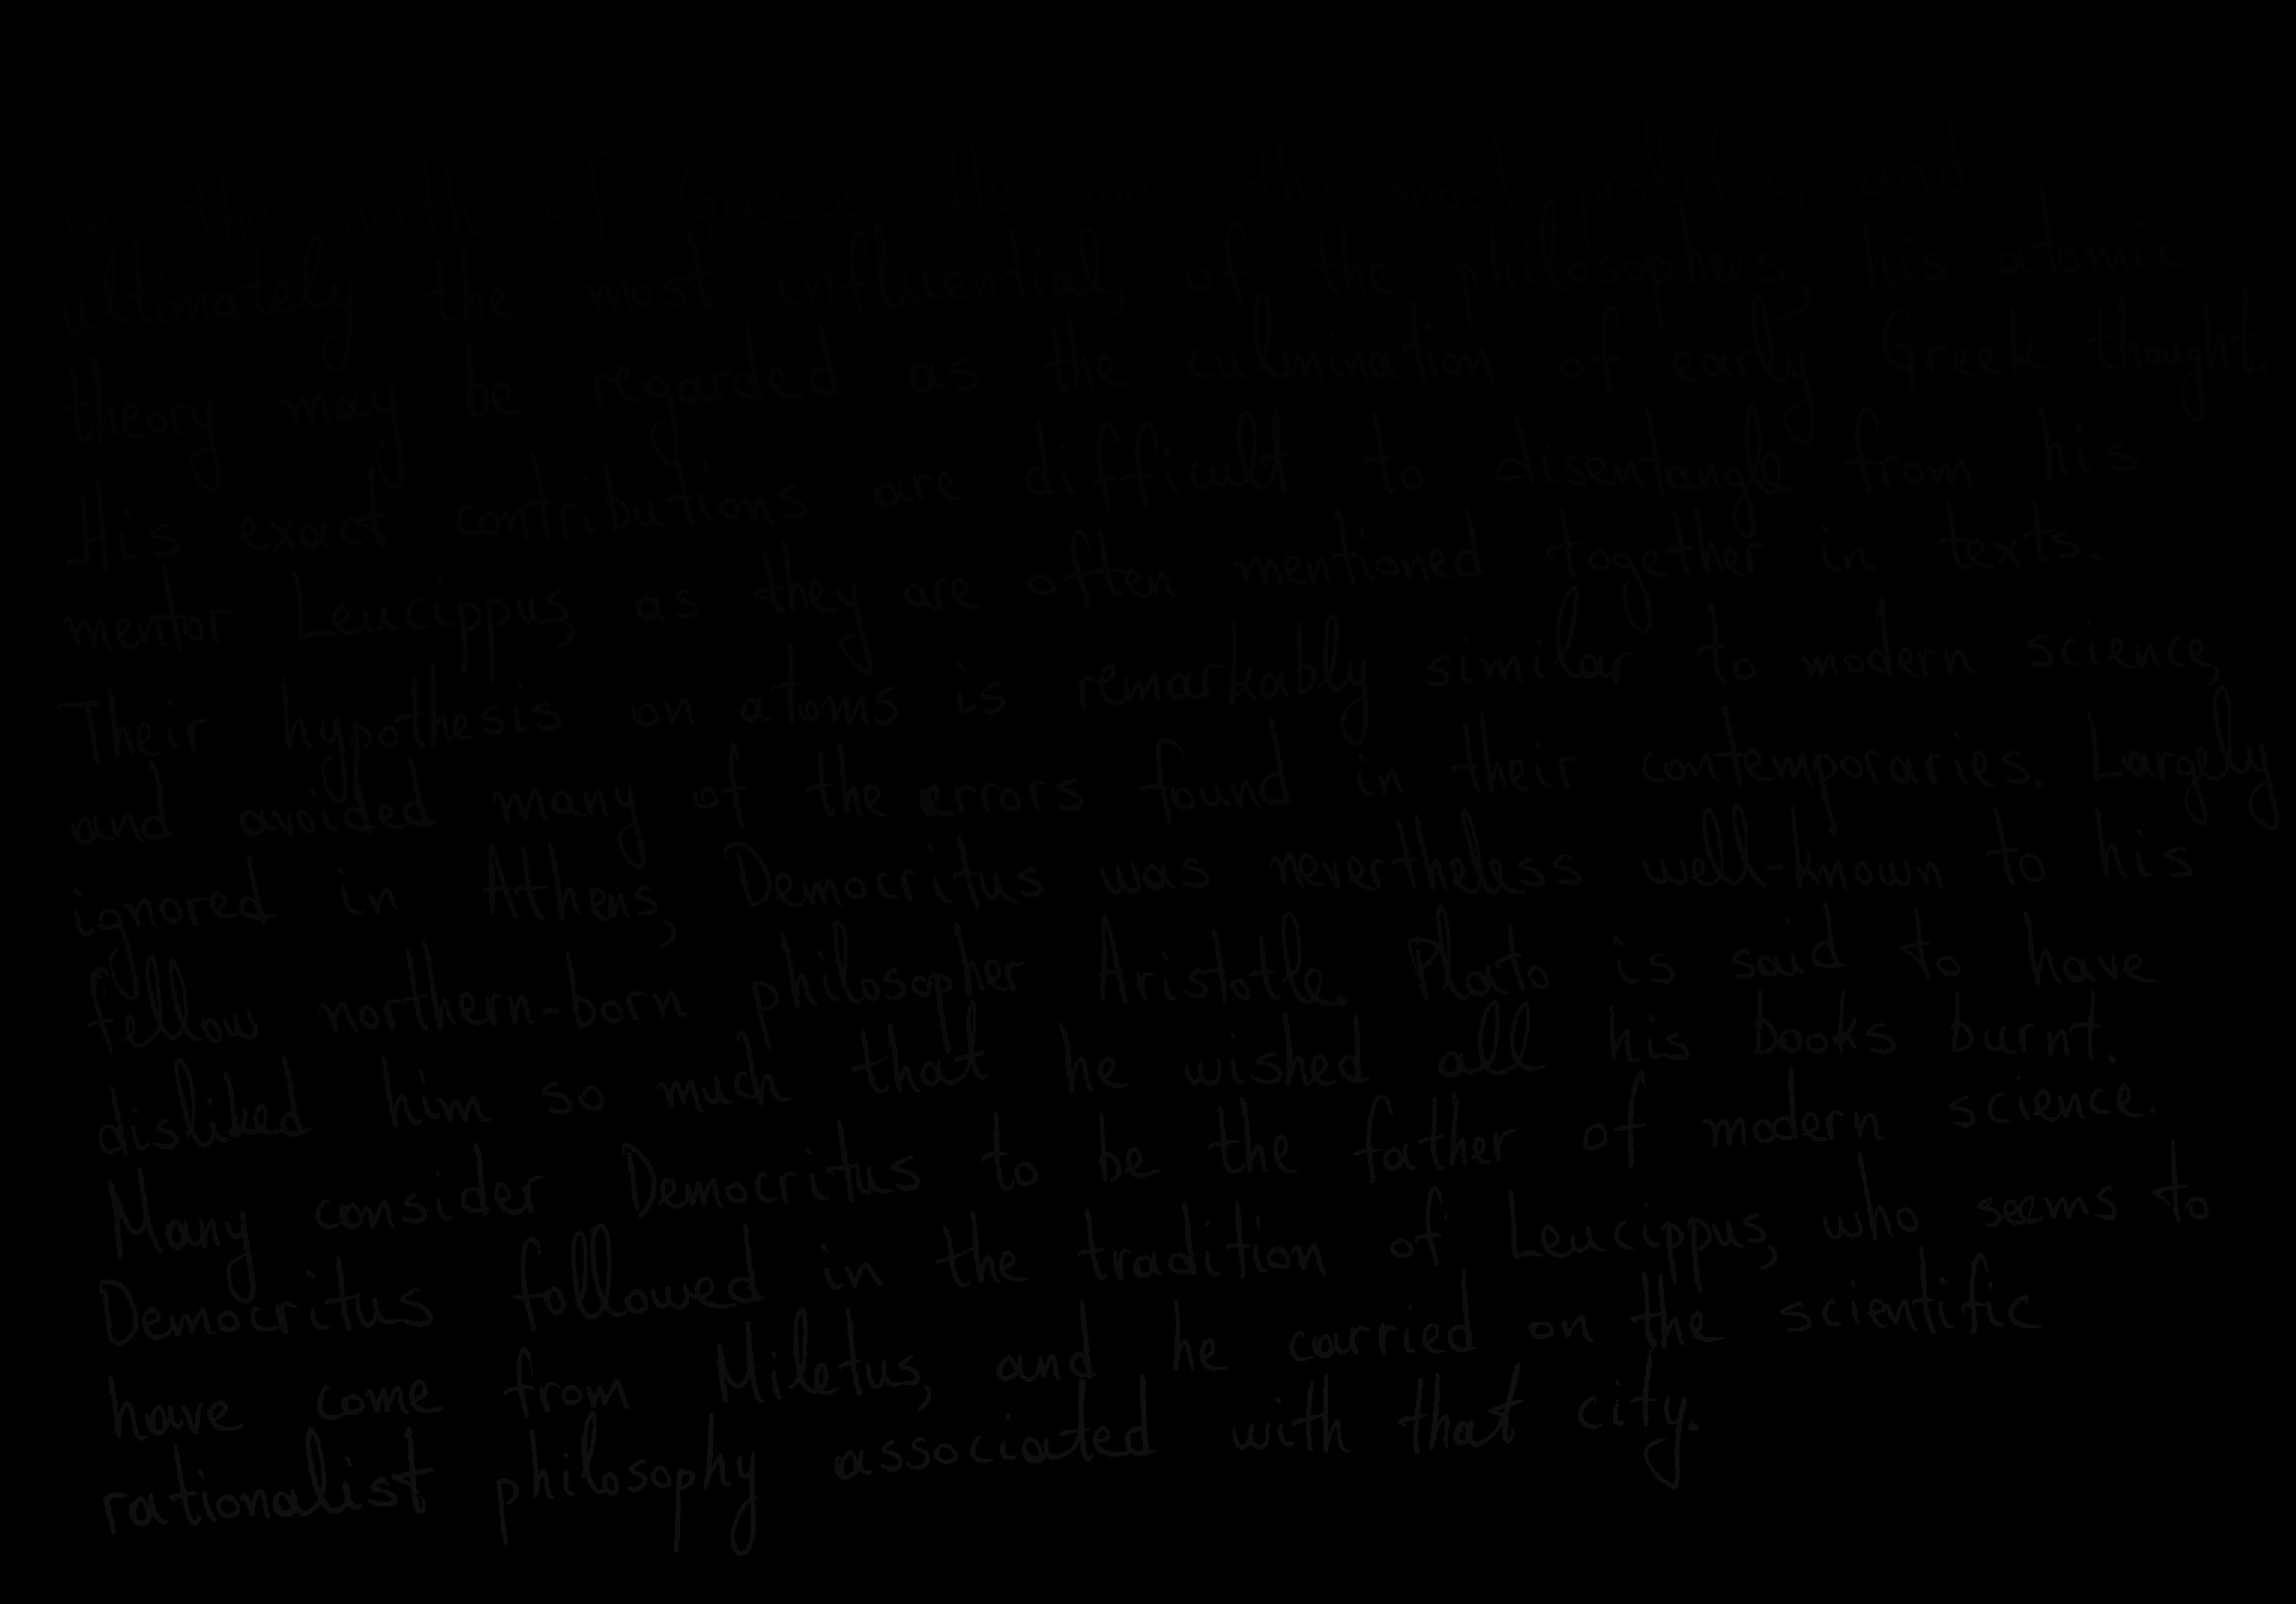 Democritus was an Ancient Greek philosopher born in Abdera
in the north of Greece. He was the most prolific, and
ultimately the most influential, of the philosophers; his atomic
theory may be regarded as the culmination of early Greek thought.
His exact contributions are difficult to disentangle from his
mentor Leucippus, as they are often mentioned together in texts.
Their hypothesis on atoms is remarkably similar to modern science,
and avoided many of the errors found in their contemporaries. Largely
ignored in Athens, Democritus was nevertheless well-known to his
fellow northern-born philosopher Aristotle. Plato is said to have
disliked him so much that he wished all his books burnt.
Many consider Democritus to be the father of modern science.
Democritus followed in the tradition of Leucippus, who seems to
have come from Miletus, and he carried on the scientific
rationalist philosophy associated with that city.